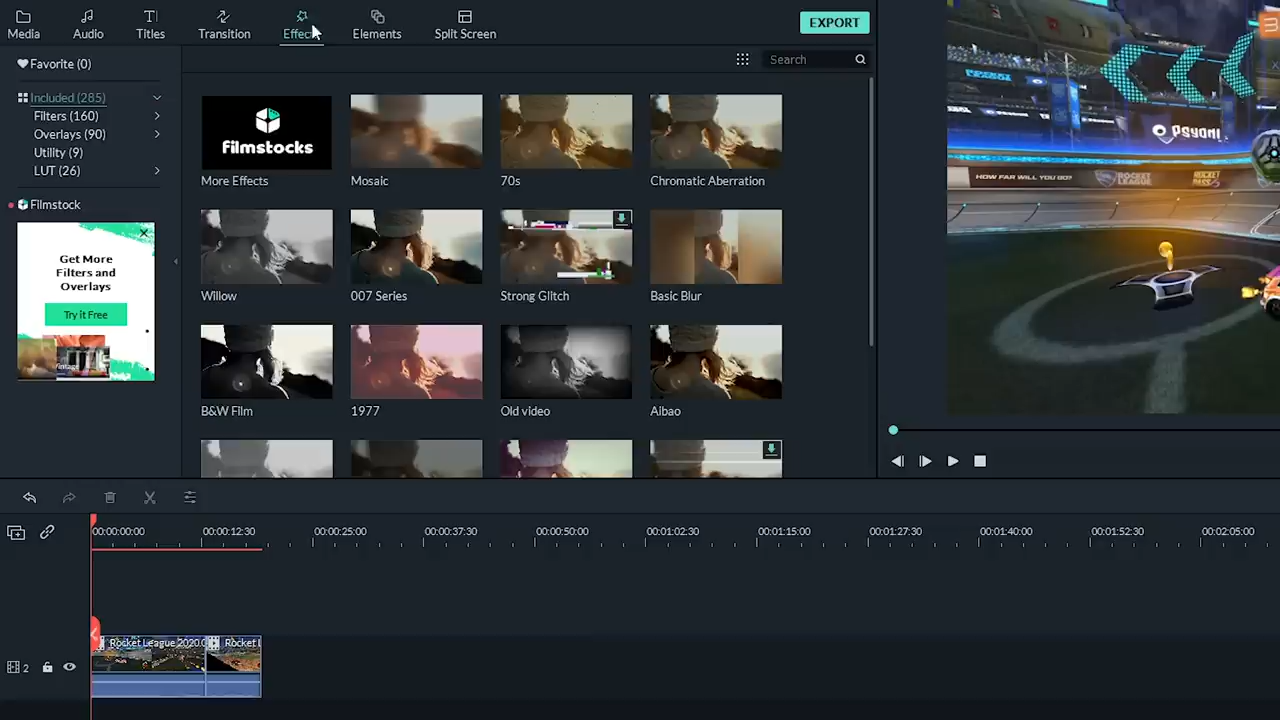 Media
Audio
Titles
Transition
Effec
Elements
Split Screen
EXPORT
Favorite (0)
Search
Included (285)
Filters (160)
Overlays (90)
Utility (9)
LUT (26)
Filmstock
Get More
Filters and
Overlays
Try it Free
filmstocks
More Effects
Mosaic
70s
Chromatic Aberration
Willow
007 Series
Strong Glitch
Basic Blur
B&W Film
1977
Old video
Aibao
PSYONIX
HOW FAR WILL YOU GO?
ROCKET
LEAGUE
ROCKET
PASS
00:00:00:00
00:00:12:30
00:00:25:00
00:00:37:30
00:00:50:00
00:01:02:30
00:01:15:00
00:01:27:30
00:01:40:00
00:01:52:30
00:02:05:00
Rocket League 2020.0
Rocket l
2